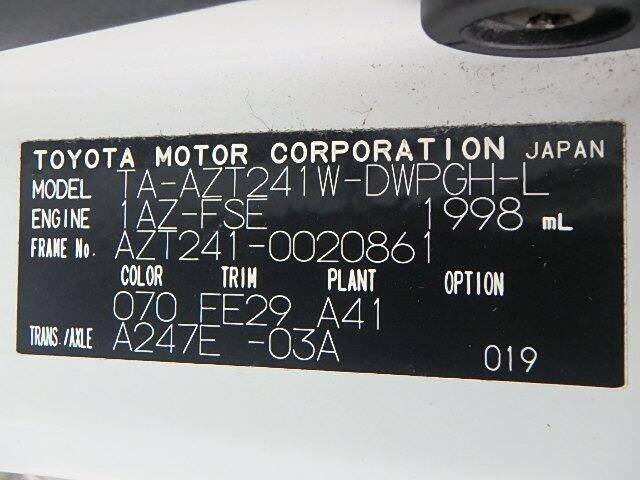 TOYOTA MOTOR CORPORATION JAPAN
MODEL TA-AZT241W-DWPGH-L
ENGINE 1AZ-FSE 1998 mL
FRAME No. AZT241-0020861
COLOR TRIM PLANT OPTION
070 FE29 A41
TRANS./AXLE A247E -03A 019